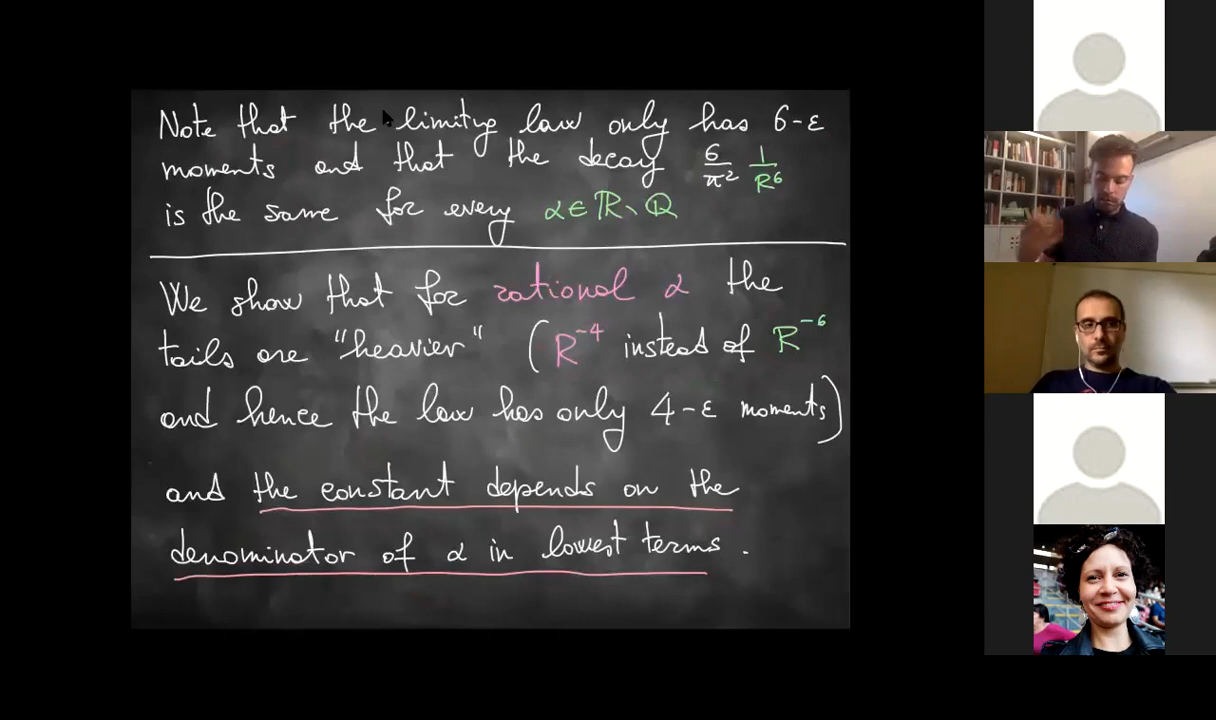 Note that the limiting law only has 6-ε
moments and that the decay 6/π² 1/R⁶
is the same for every α∈ℝ∖ℚ
We show that for rational α the
tails are "heavier" (R⁻⁴ instead of R⁻⁶
and hence the law has only 4-ε moments)
and the constant depends on the
denominator of α in lowest terms.